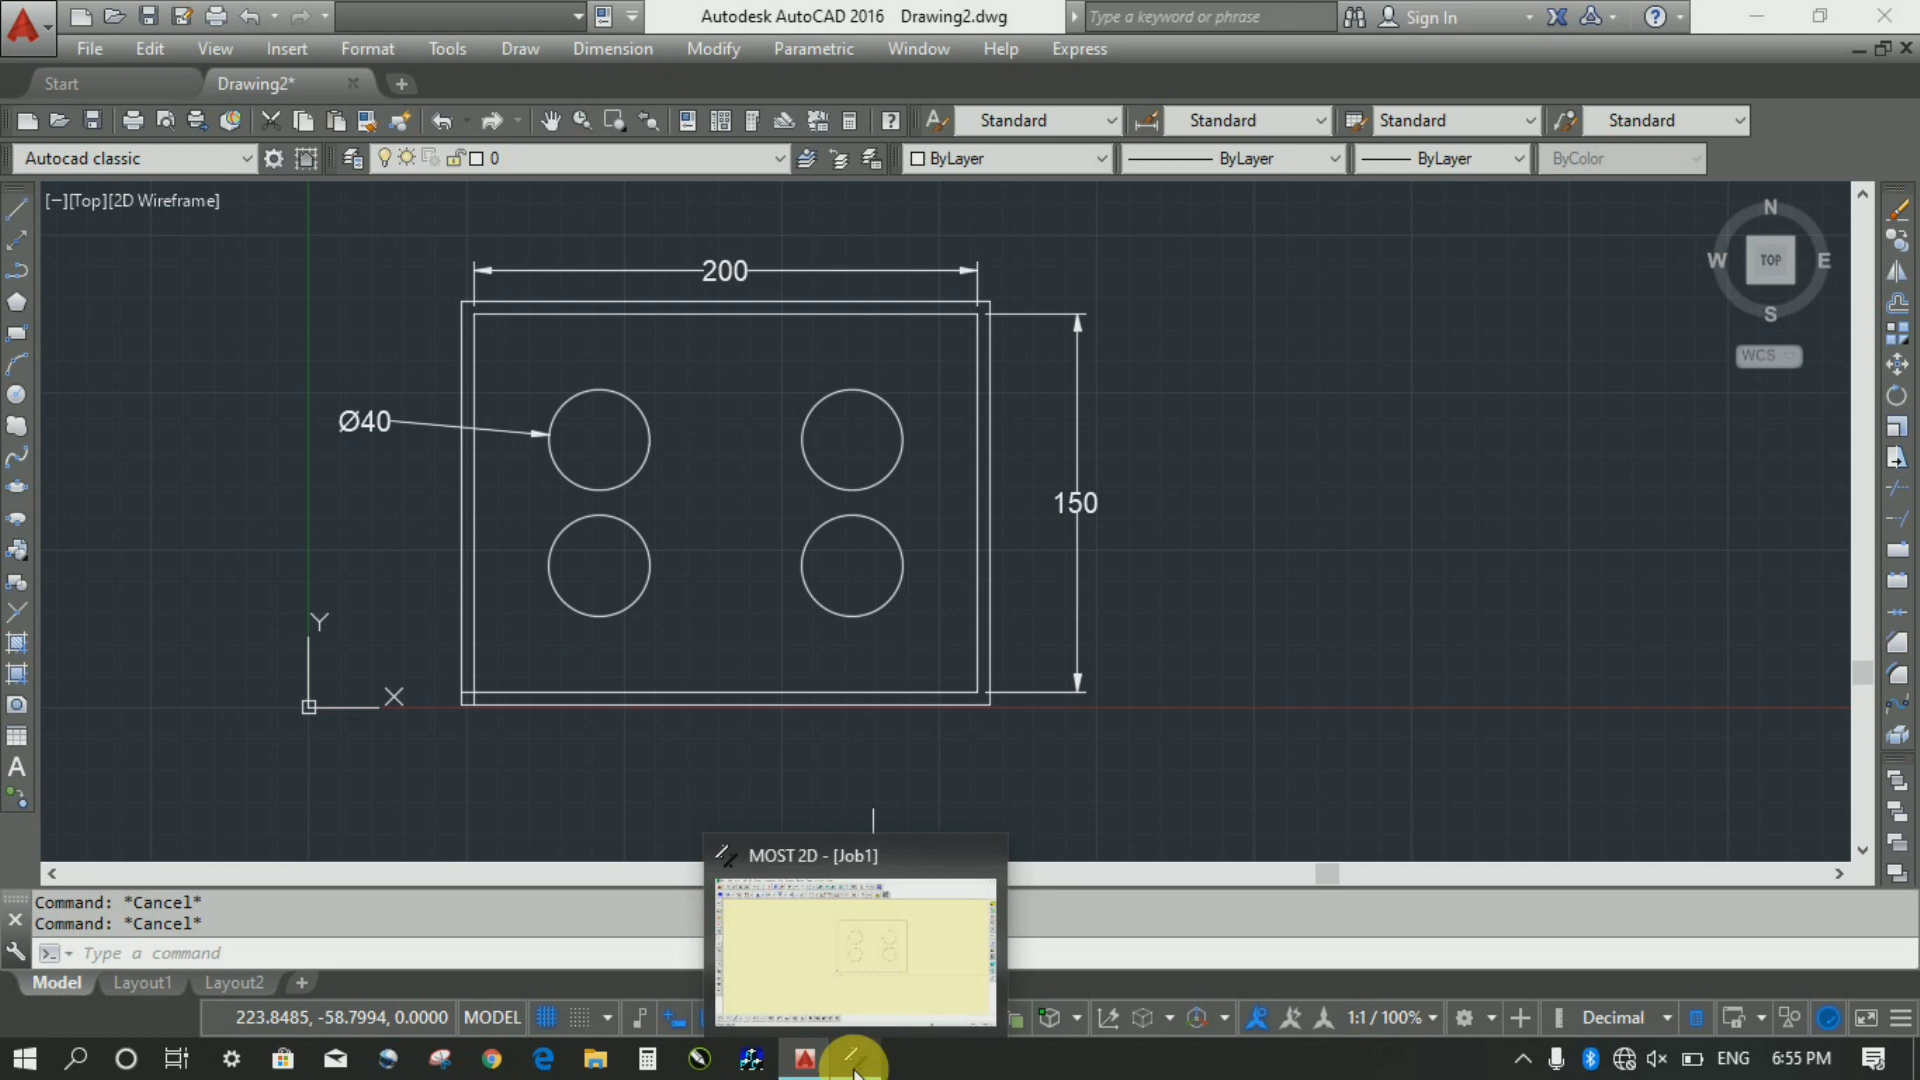 Autodesk AutoCAD 2016 Drawing2.dwg
Type a keyword or phrase
Sign In
File Edit View Insert Format Tools Draw Dimension Modify Parametric Window Help Express
Start
Drawing2*
Standard
Standard
Standard
Standard
Autocad classic
0
ByLayer
ByLayer
ByLayer
ByColor
[−][Top][2D Wireframe]
N
W
TOP
E
S
WCS
200
Ø40
150
Y
X
MOST 2D - [Job1]
Command: *Cancel*
Command: *Cancel*
Type a command
Model Layout1 Layout2
223.8485, -58.7994, 0.0000 MODEL
1:1 / 100%
Decimal
ENG
6:55 PM